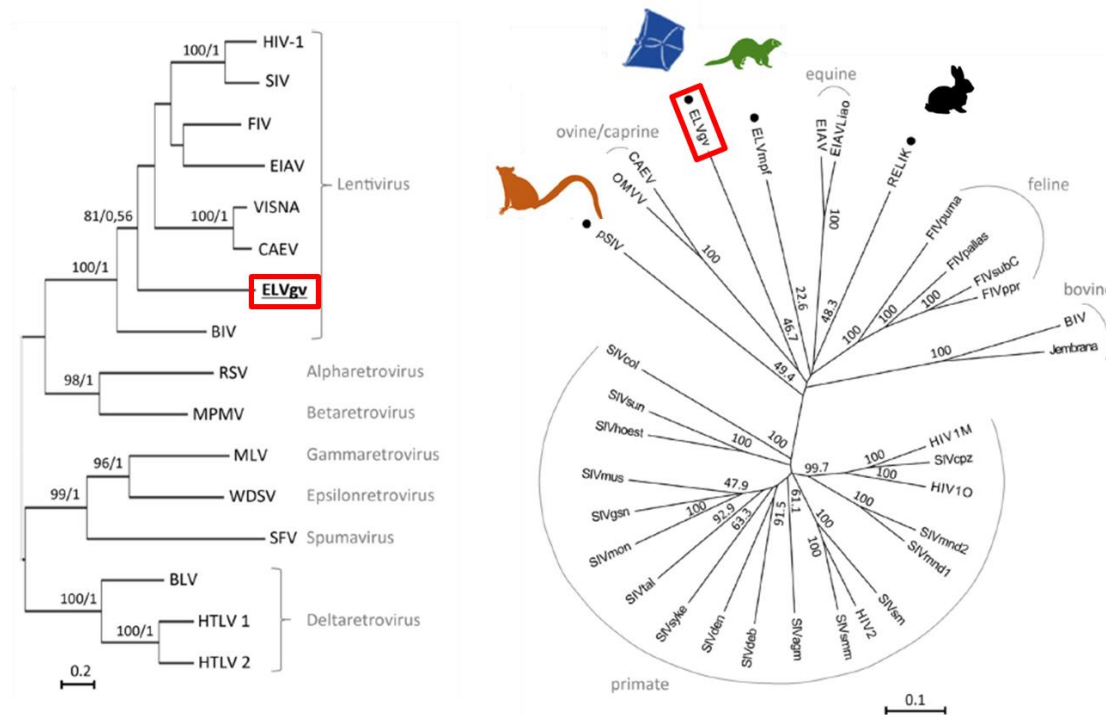 HIV-1
100/1
SIV
FIV
EIAV
Lentivirus
VISNA
100/1
81/0,56
CAEV
100/1
ELVgv
BIV
RSV Alpharetrovirus
98/1
MPMV Betaretrovirus
MLV Gammaretrovirus
96/1
WDSV Epsilonretrovirus
99/1
SFV Spumavirus
BLV
100/1
HTLV 1 Deltaretrovirus
100/1
HTLV 2
0.2
equine
ovine/caprine
feline
bovine
primate
pSIV
OMVV
CAEV
100
ELVgv
ELVmpf
EIAV
EIAVLiao
100
RELIK
FIVpuma
FIVpallas
FIVsubC
FIVppr
100
100
100
BIV
Jembrana
100
49.4
46.7
22.6
48.3
SIVcol
100
SIVsun
SIVhoest
100
SIVmus
47.9
SIVgsn
100
SIVmon
92.9
SIVtal
63.3
SIVsyke
SIVden
91.5
SIVdeb
61.1
SIVagm
SIVsmm
HIV2
SIVsm
100
100
SIVmnd1
SIVmnd2
100
99.7
HIV1M
100
SIVcpz
100
HIV1O
0.1